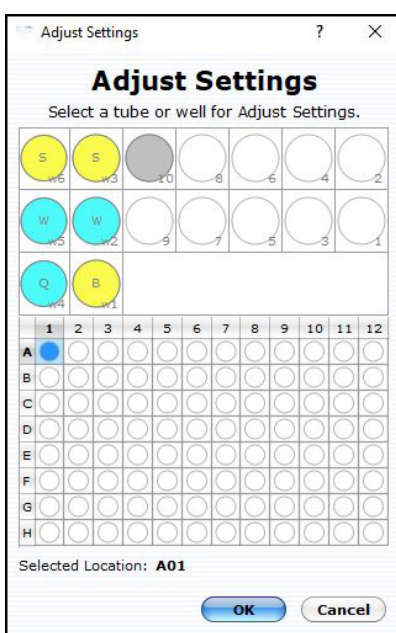 Adjust Settings ? ×
Adjust Settings
Select a tube or well for Adjust Settings.
S w6 S w3 10 8 6 4 2
W w5 W w2 9 7 5 3 1
Q w4 B w1
1 2 3 4 5 6 7 8 9 10 11 12
A
B
C
D
E
F
G
H
Selected Location: A01
OK Cancel